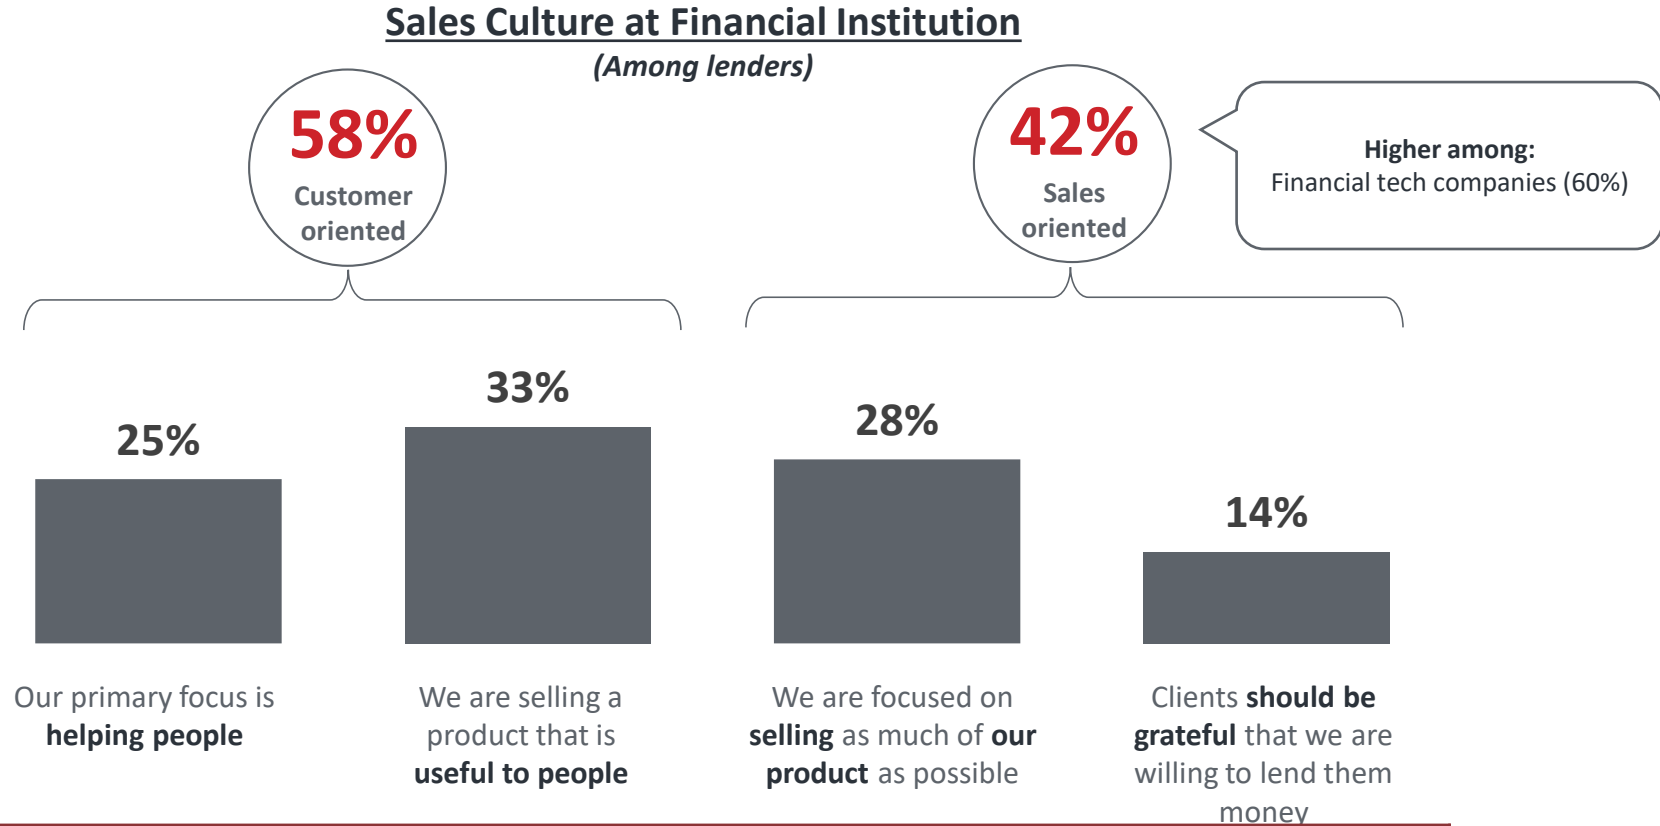 Sales Culture at Financial Institution
(Among lenders)
58%
Customer
oriented
42%
Sales
oriented
Higher among:
Financial tech companies (60%)
25%
33%
28%
14%
Our primary focus is
helping people
We are selling a
product that is
useful to people
We are focused on
selling as much of our
product as possible
Clients should be
grateful that we are
willing to lend them
money